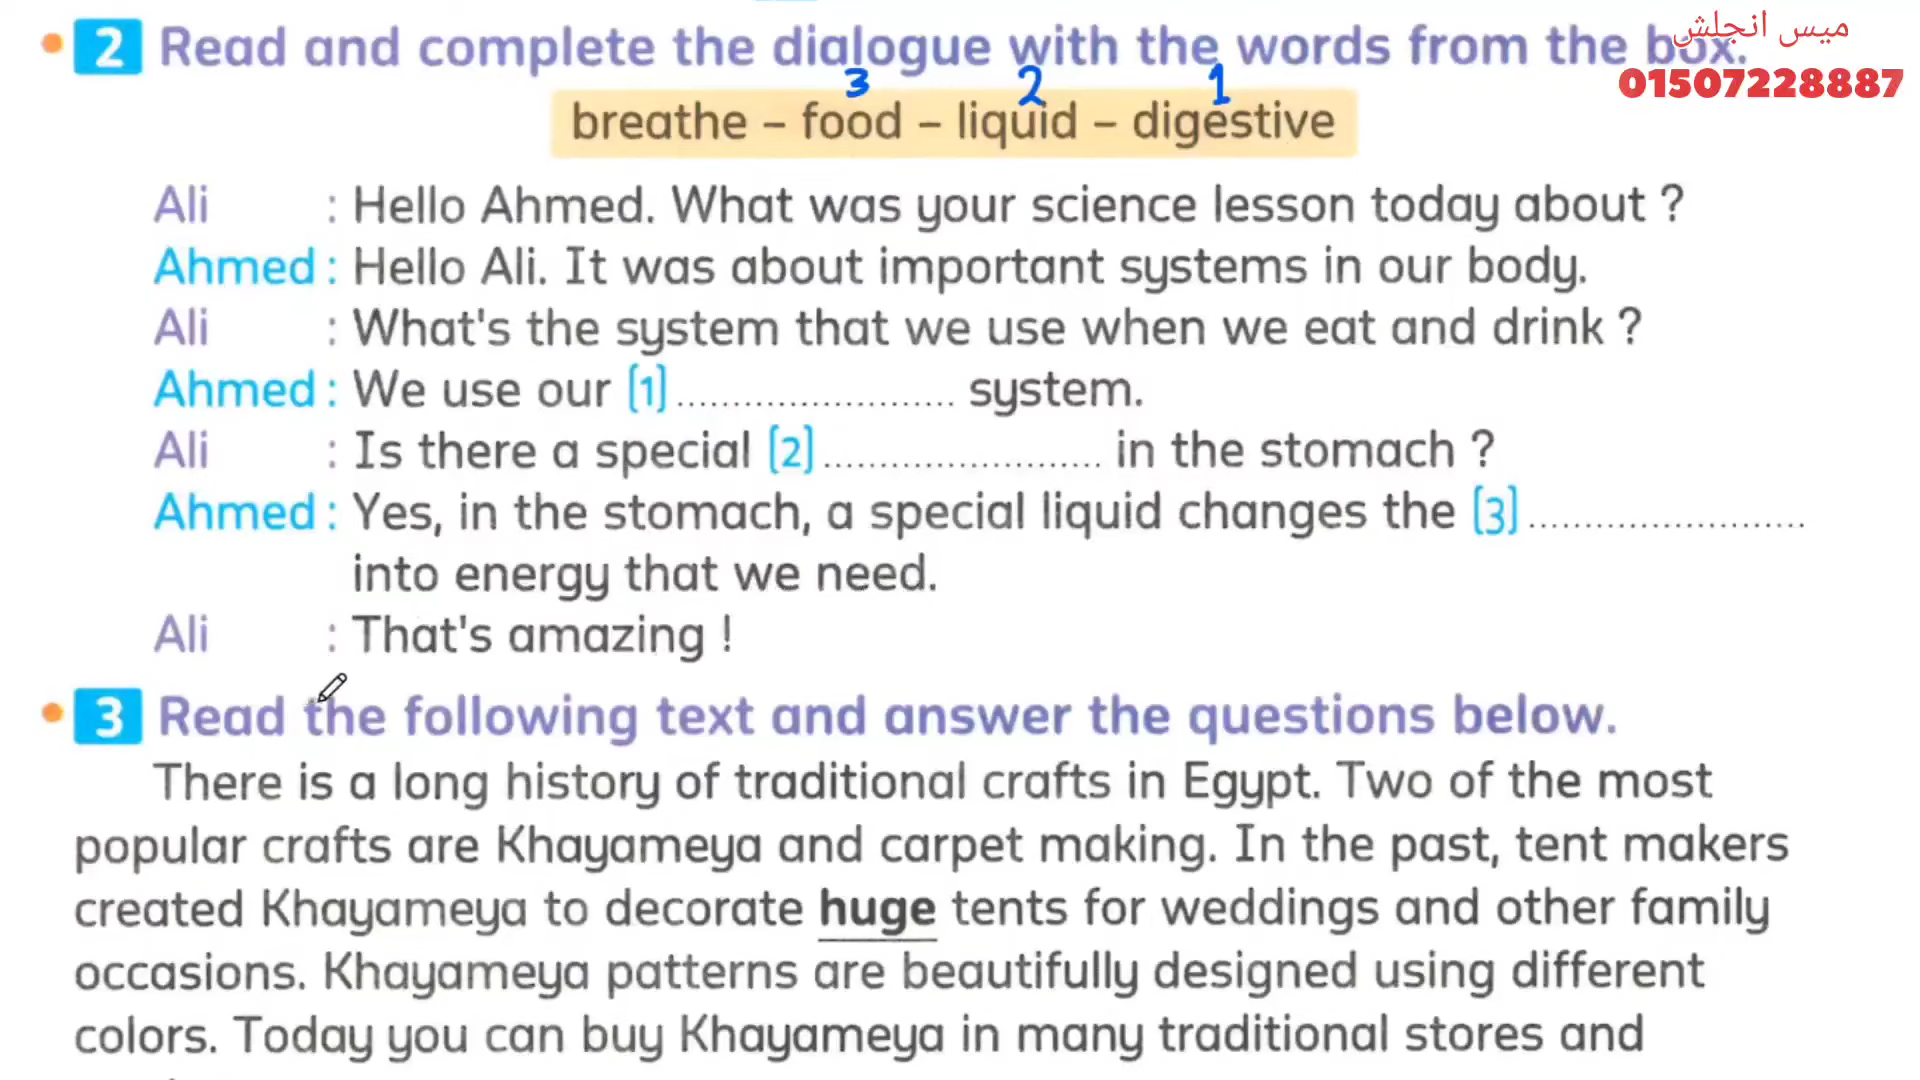 ميس انجلش
01507228887
2 Read and complete the dialogue with the words from the box.
3 2 1
breathe – food – liquid – digestive
Ali : Hello Ahmed. What was your science lesson today about ?
Ahmed : Hello Ali. It was about important systems in our body.
Ali : What's the system that we use when we eat and drink ?
Ahmed : We use our (1) ........................ system.
Ali : Is there a special (2) ........................ in the stomach ?
Ahmed : Yes, in the stomach, a special liquid changes the (3) ........................
into energy that we need.
Ali : That's amazing !
3 Read the following text and answer the questions below.
There is a long history of traditional crafts in Egypt. Two of the most
popular crafts are Khayameya and carpet making. In the past, tent makers
created Khayameya to decorate huge tents for weddings and other family
occasions. Khayameya patterns are beautifully designed using different
colors. Today you can buy Khayameya in many traditional stores and